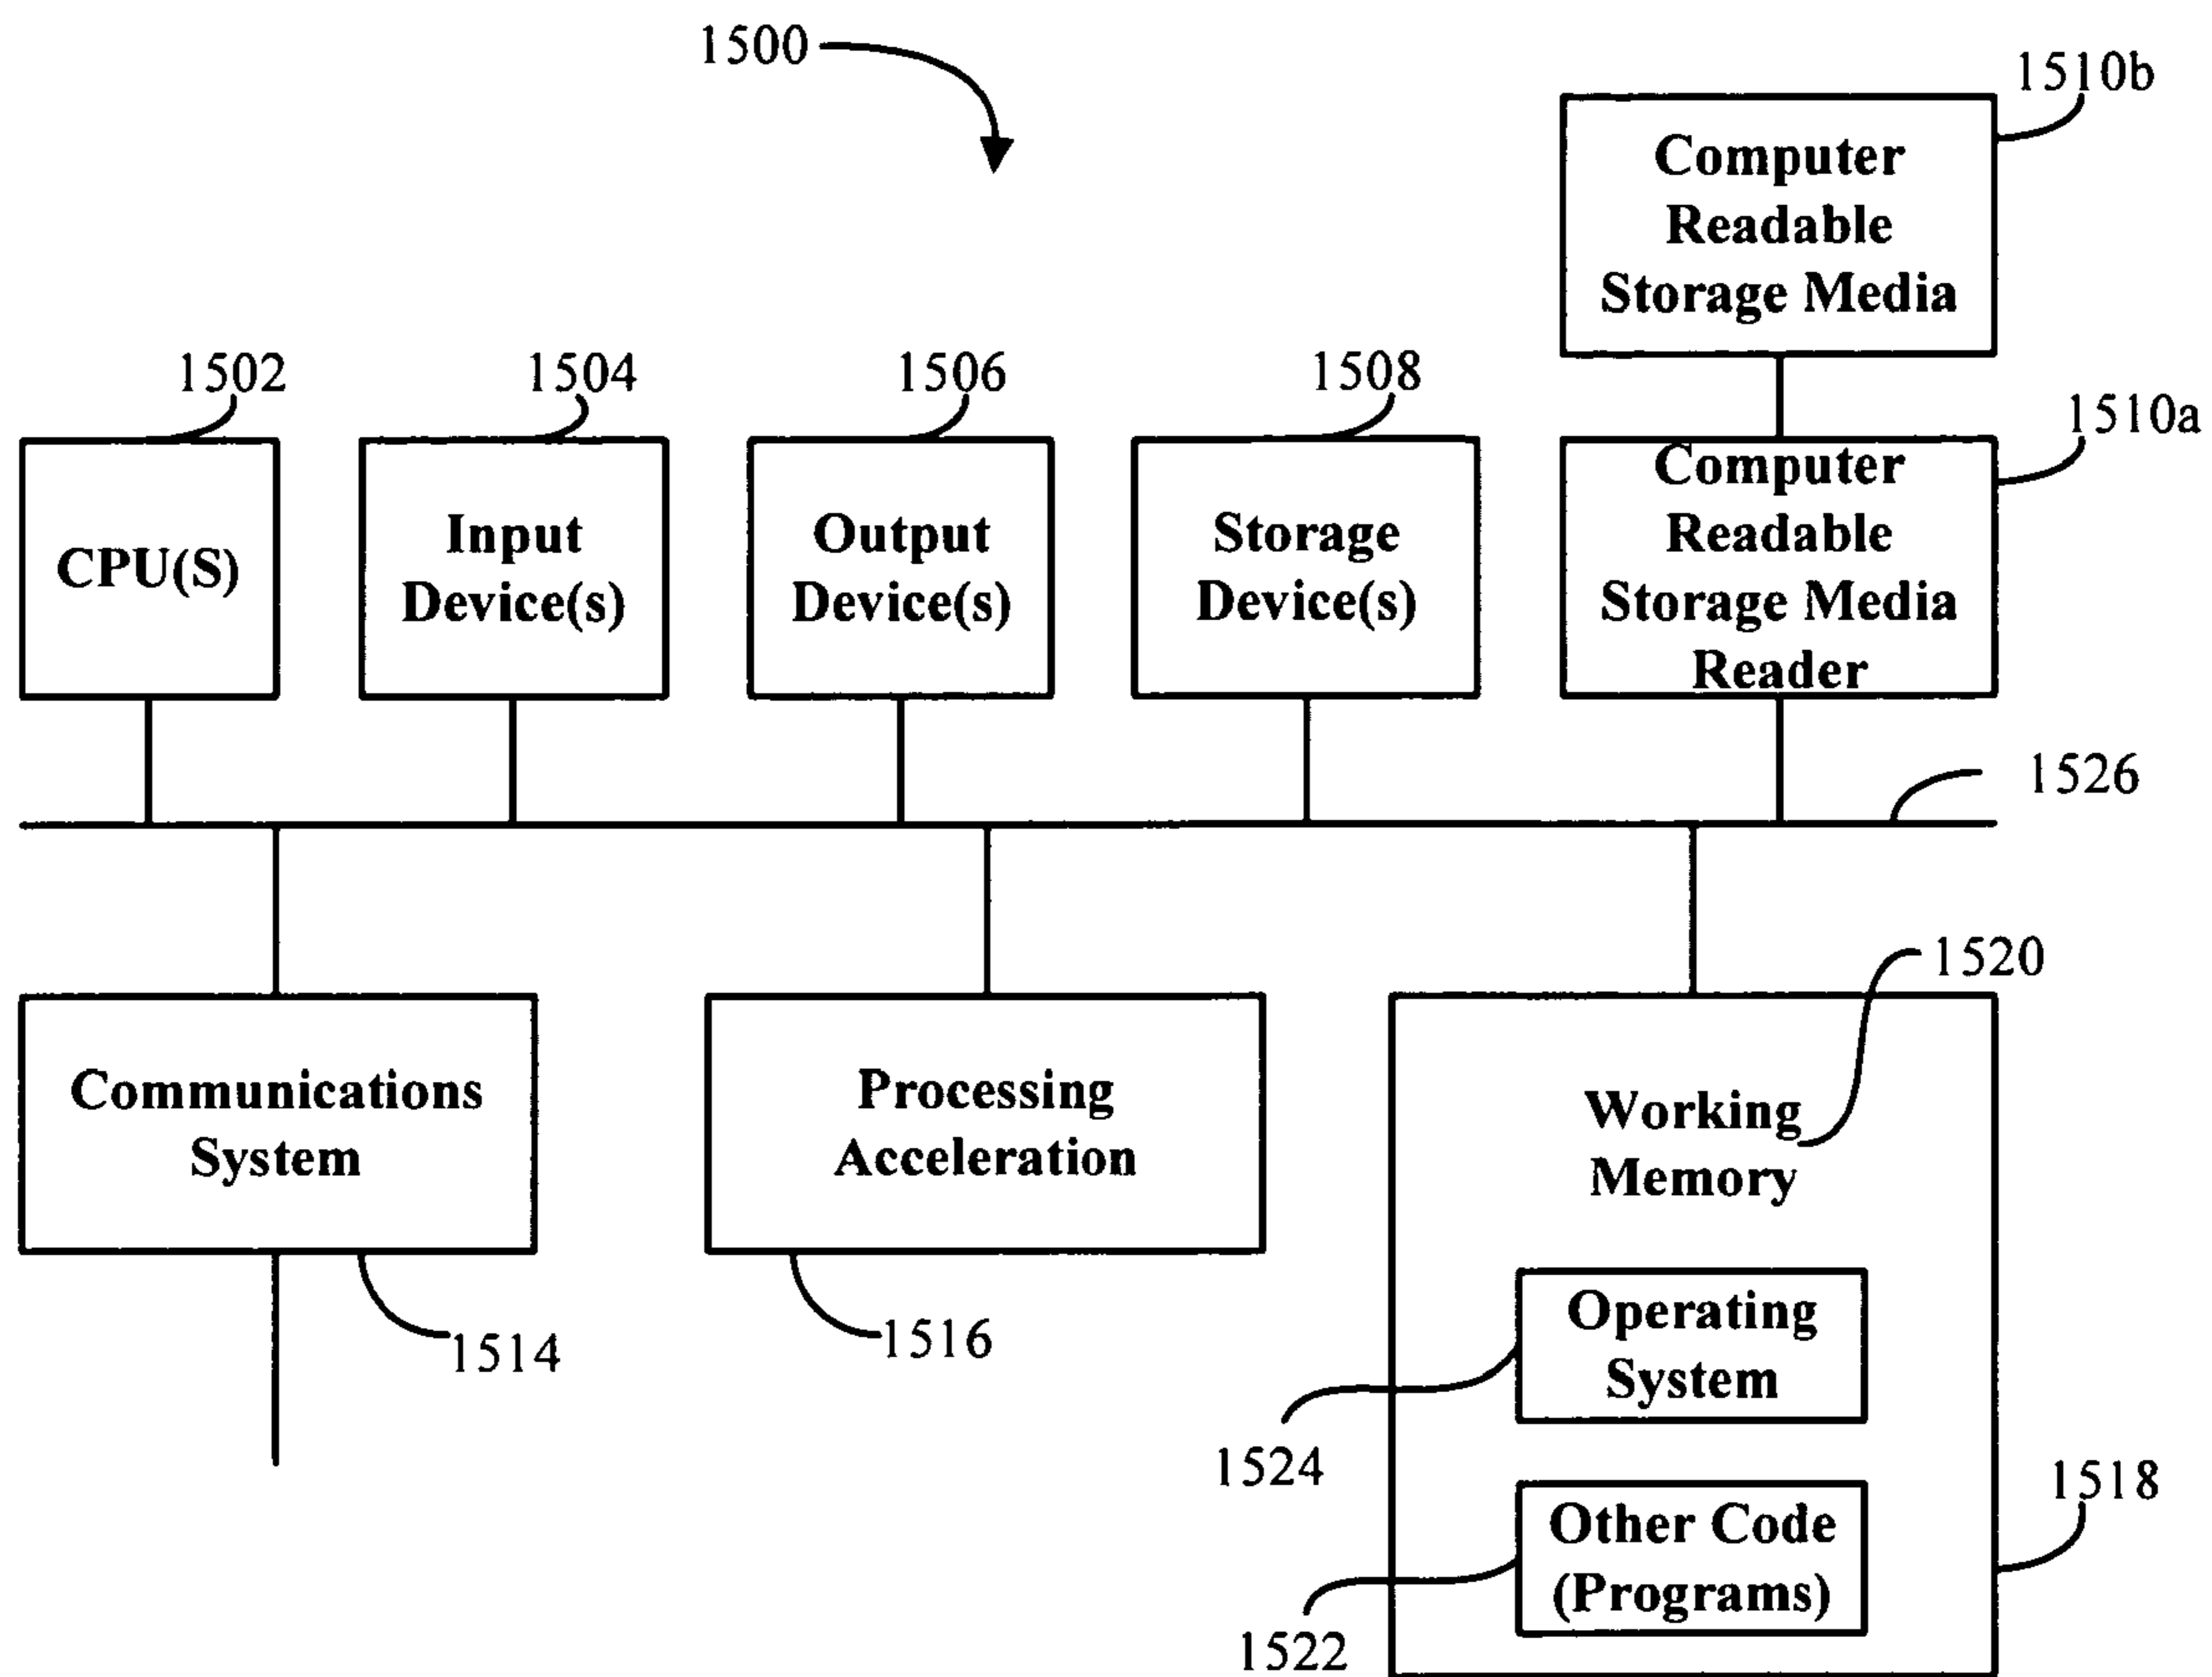 1500
1510b
Computer
Readable
Storage Media
1502
1504
1506
1508
1510a
CPU(S)
Input
Device(s)
Output
Device(s)
Storage
Device(s)
Computer
Readable
Storage Media
Reader
1526
1520
Communications
System
Processing
Acceleration
Working
Memory
1514
1516
Operating
System
1524
1518
Other Code
(Programs)
1522